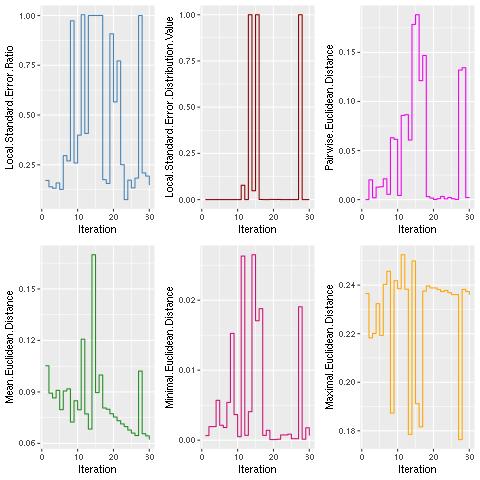 Local.Standard.Error.Ratio
1.00
0.75
0.50
0.25
0 10 20 30
Iteration
Local.Standard.Error.Distribution.Value
1.00
0.75
0.50
0.25
0.00
0 10 20 30
Iteration
Pairwise.Euclidean.Distance
0.15
0.10
0.05
0.00
0 10 20 30
Iteration
Mean.Euclidean.Distance
0.15
0.12
0.09
0.06
0 10 20 30
Iteration
Minimal.Euclidean.Distance
0.02
0.01
0.00
0 10 20 30
Iteration
Maximal.Euclidean.Distance
0.24
0.22
0.20
0.18
0 10 20 30
Iteration